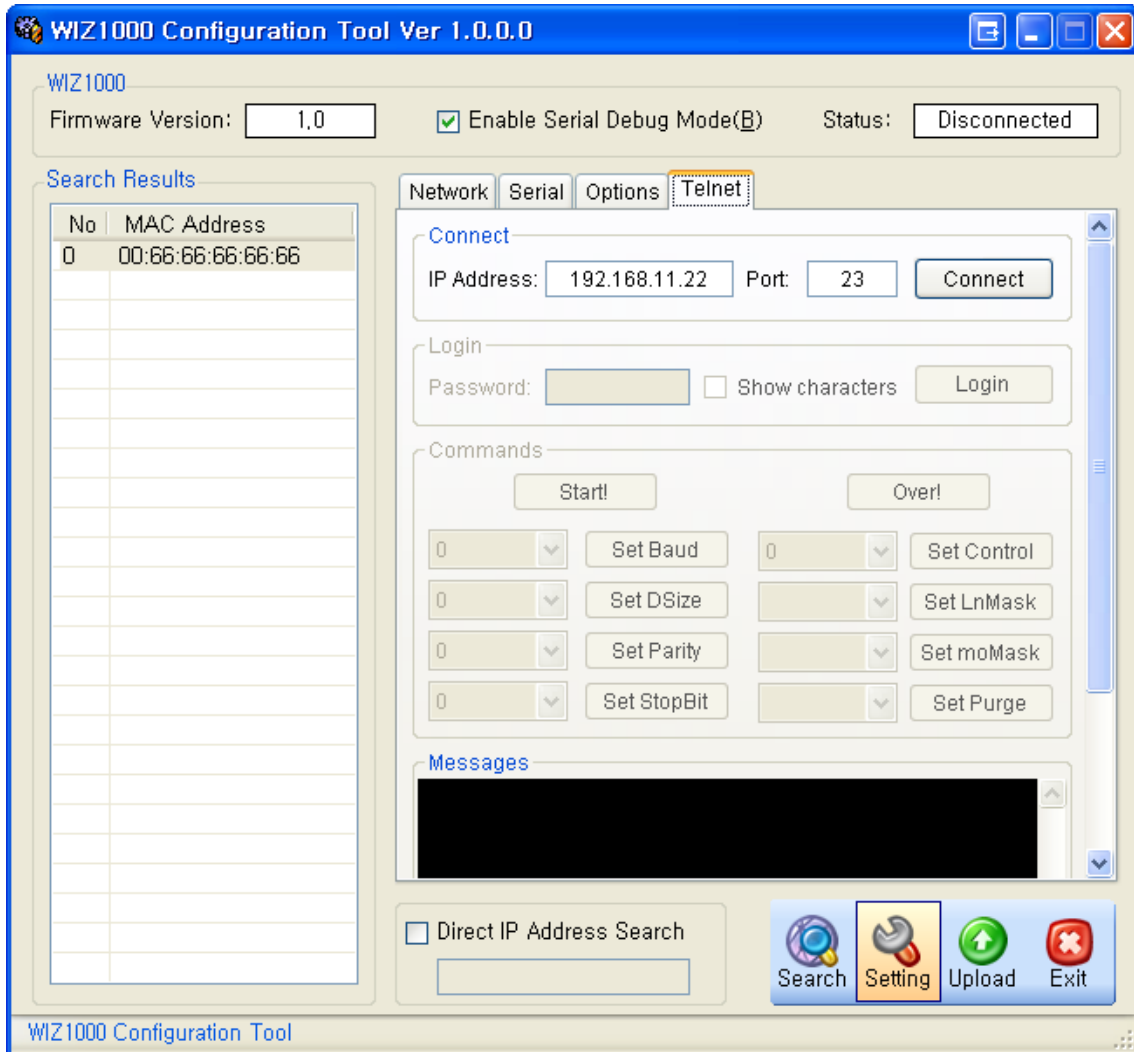 WIZ1000 Configuration Tool Ver 1.0.0.0
WIZ1000
Firmware Version: 1,0 Enable Serial Debug Mode(B) Status: Disconnected
Search Results
No MAC Address
0 00:66:66:66:66:66
Network Serial Options Telnet
Connect
IP Address: 192.168.11.22 Port: 23 Connect
Login
Password: Show characters Login
Commands
Start! Over!
0 Set Baud 0 Set Control
0 Set DSize Set LnMask
0 Set Parity Set moMask
0 Set StopBit Set Purge
Messages
Direct IP Address Search
Search Setting Upload Exit
WIZ1000 Configuration Tool